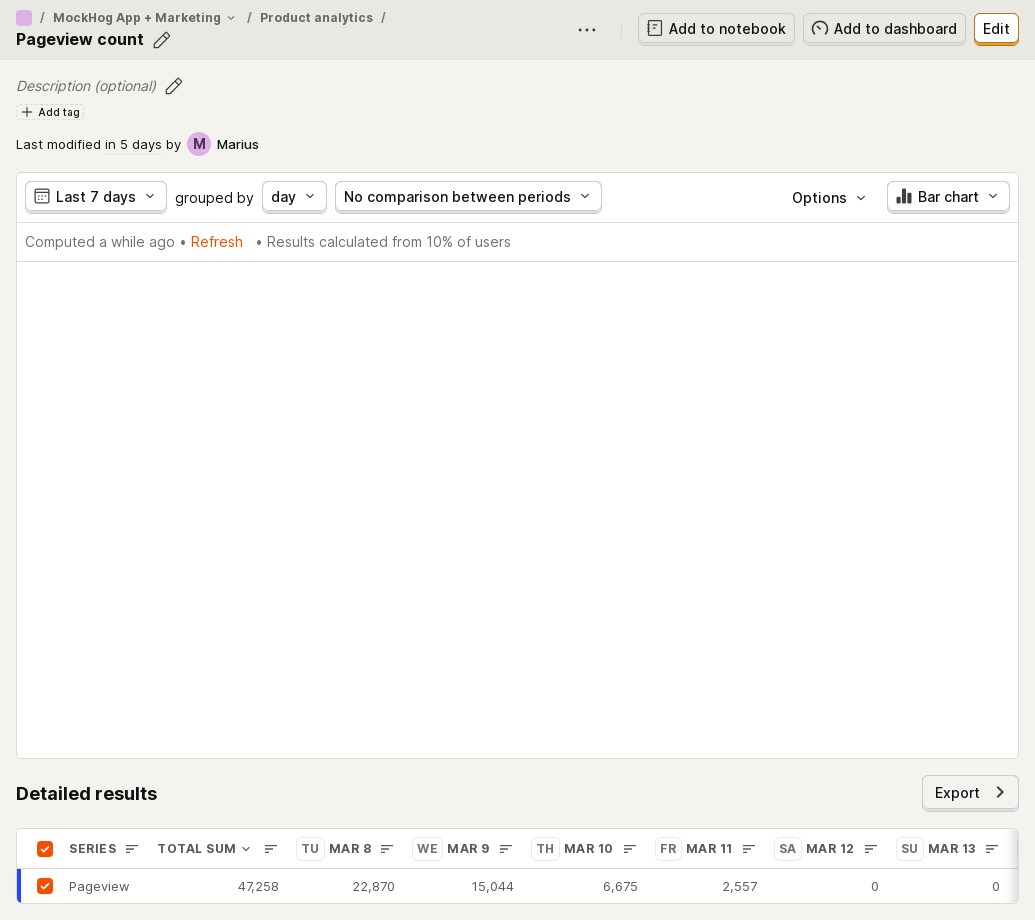 / MockHog App + Marketing / Product analytics /
Pageview count
Add to notebook
Add to dashboard
Edit
Description (optional)
Add tag
Last modified in 5 days by M Marius
Last 7 days grouped by day No comparison between periods Options Bar chart
Computed a while ago • Refresh • Results calculated from 10% of users
Detailed results
Export
SERIES TOTAL SUM TU MAR 8 WE MAR 9 TH MAR 10 FR MAR 11 SA MAR 12 SU MAR 13
Pageview 47,258 22,870 15,044 6,675 2,557 0 0